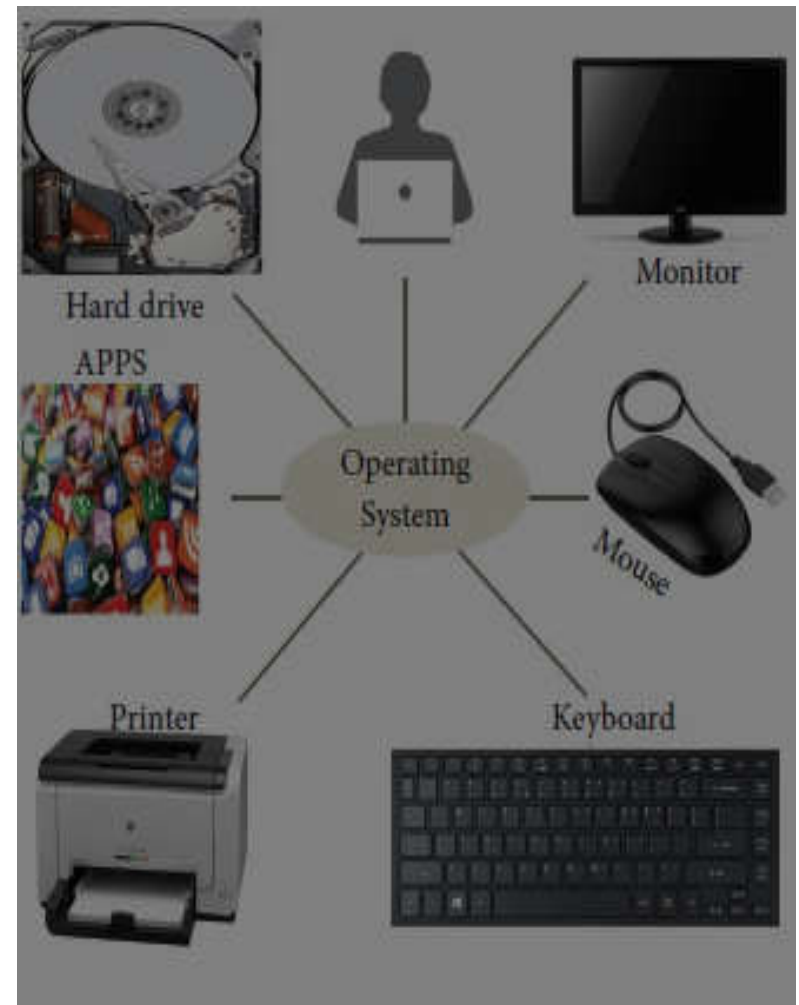 Monitor
Hard drive
APPS
Operating
System
Mouse
Printer
Keyboard